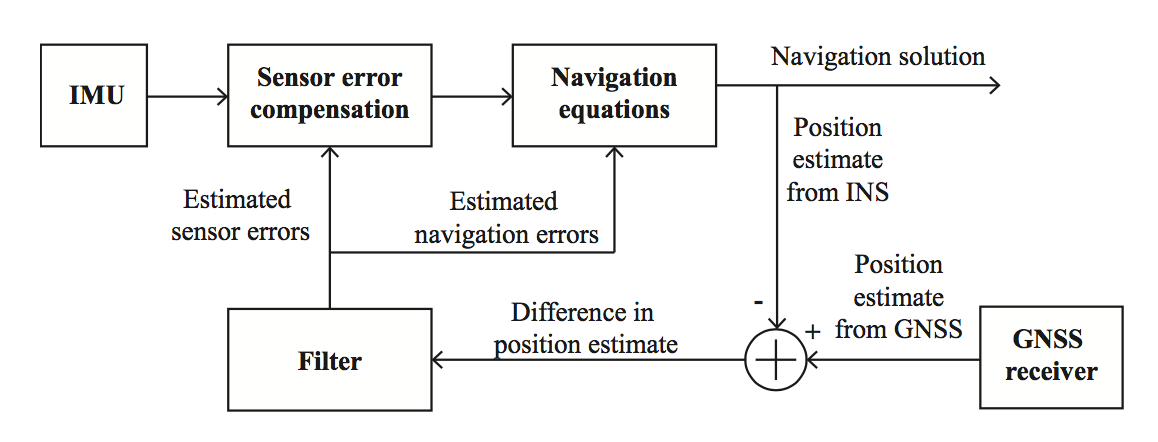 IMU
Sensor error
compensation
Navigation
equations
Navigation solution
Position
estimate
from INS
Estimated
sensor errors
Estimated
navigation errors
Position
estimate
from GNSS
-
+
Difference in
position estimate
Filter
GNSS
receiver